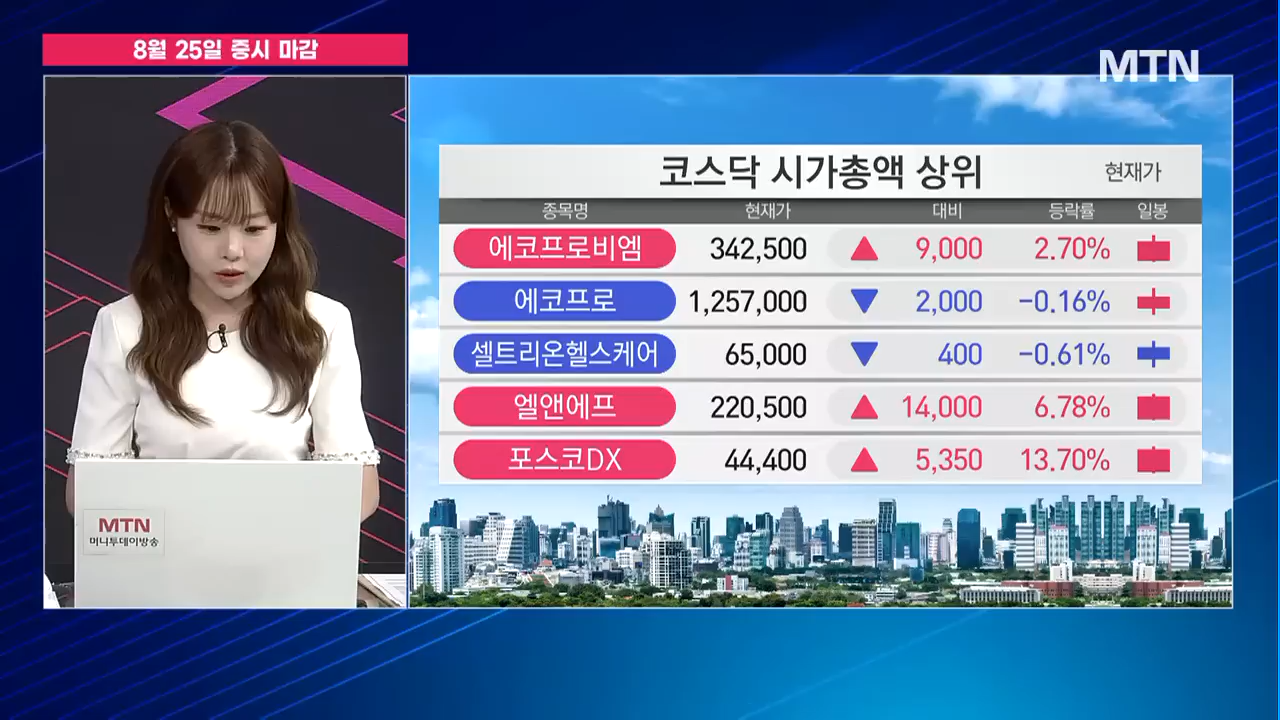 8월 25일 증시 마감
MTN
코스닥 시가총액 상위 현재가
종목명 현재가 대비 등락률 일봉
에코프로비엠 342,500 ▲ 9,000 2.70%
에코프로 1,257,000 ▼ 2,000 -0.16%
셀트리온헬스케어 65,000 ▼ 400 -0.61%
엘앤에프 220,500 ▲ 14,000 6.78%
포스코DX 44,400 ▲ 5,350 13.70%
MTN
머니투데이방송